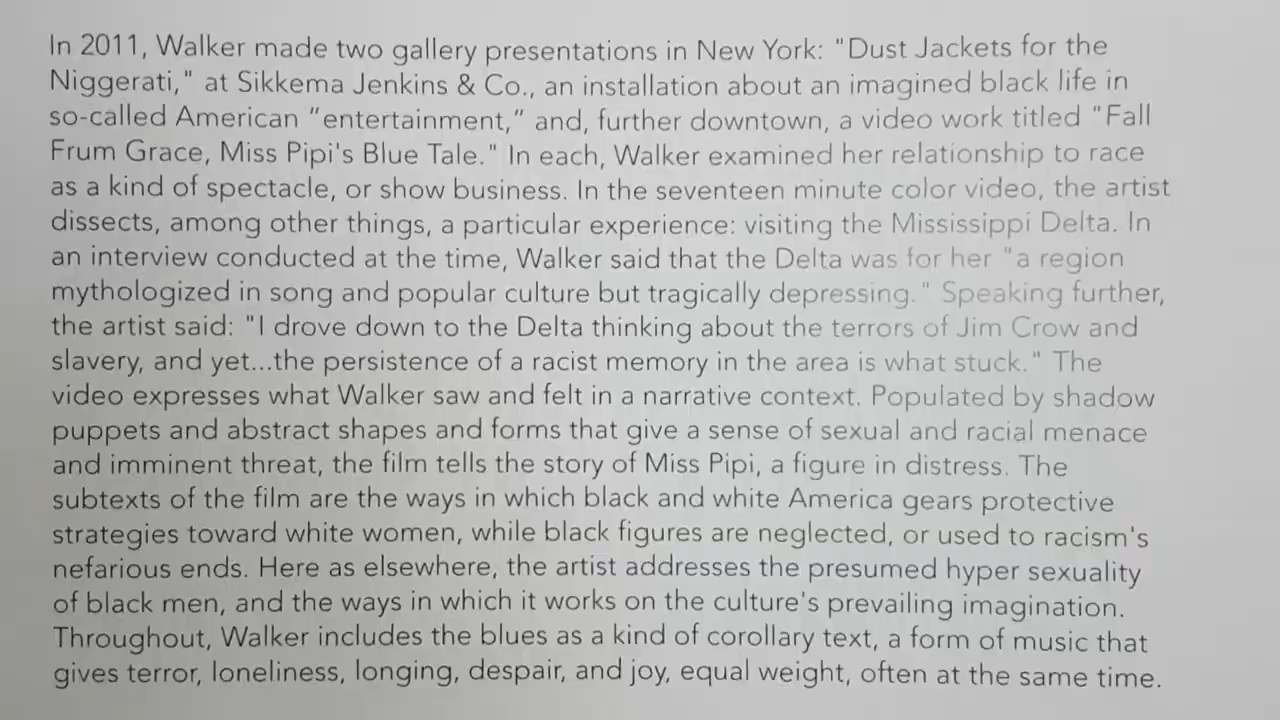 In 2011, Walker made two gallery presentations in New York: "Dust Jackets for the
Niggerati," at Sikkema Jenkins & Co., an installation about an imagined black life in
so-called American “entertainment,” and, further downtown, a video work titled "Fall
Frum Grace, Miss Pipi's Blue Tale." In each, Walker examined her relationship to race
as a kind of spectacle, or show business. In the seventeen minute color video, the artist
dissects, among other things, a particular experience: visiting the Mississippi Delta. In
an interview conducted at the time, Walker said that the Delta was for her "a region
mythologized in song and popular culture but tragically depressing." Speaking further,
the artist said: "I drove down to the Delta thinking about the terrors of Jim Crow and
slavery, and yet...the persistence of a racist memory in the area is what stuck." The
video expresses what Walker saw and felt in a narrative context. Populated by shadow
puppets and abstract shapes and forms that give a sense of sexual and racial menace
and imminent threat, the film tells the story of Miss Pipi, a figure in distress. The
subtexts of the film are the ways in which black and white America gears protective
strategies toward white women, while black figures are neglected, or used to racism's
nefarious ends. Here as elsewhere, the artist addresses the presumed hyper sexuality
of black men, and the ways in which it works on the culture's prevailing imagination.
Throughout, Walker includes the blues as a kind of corollary text, a form of music that
gives terror, loneliness, longing, despair, and joy, equal weight, often at the same time.